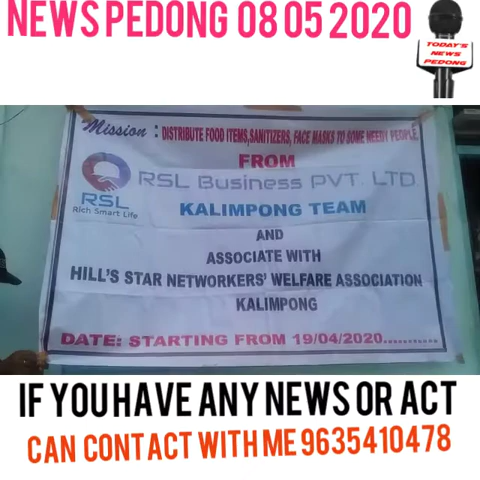 NEWS PEDONG 08 05 2020
TODAY'S
NEWS
PEDONG
Mission : DISTRIBUTE FOOD ITEMS,SANITIZERS, FACE MASKS TO SOME NEEDY PEOPLE
FROM
RSL Business PVT. LTD
RSL
Rich Smart Life
KALIMPONG TEAM
AND
ASSOCIATE WITH
HILL'S STAR NETWORKERS' WELFARE ASSOCIATION
KALIMPONG
DATE: STARTING FROM 19/04/2020...........
IF YOU HAVE ANY NEWS OR ACT
CAN CONTACT WITH ME 9635410478